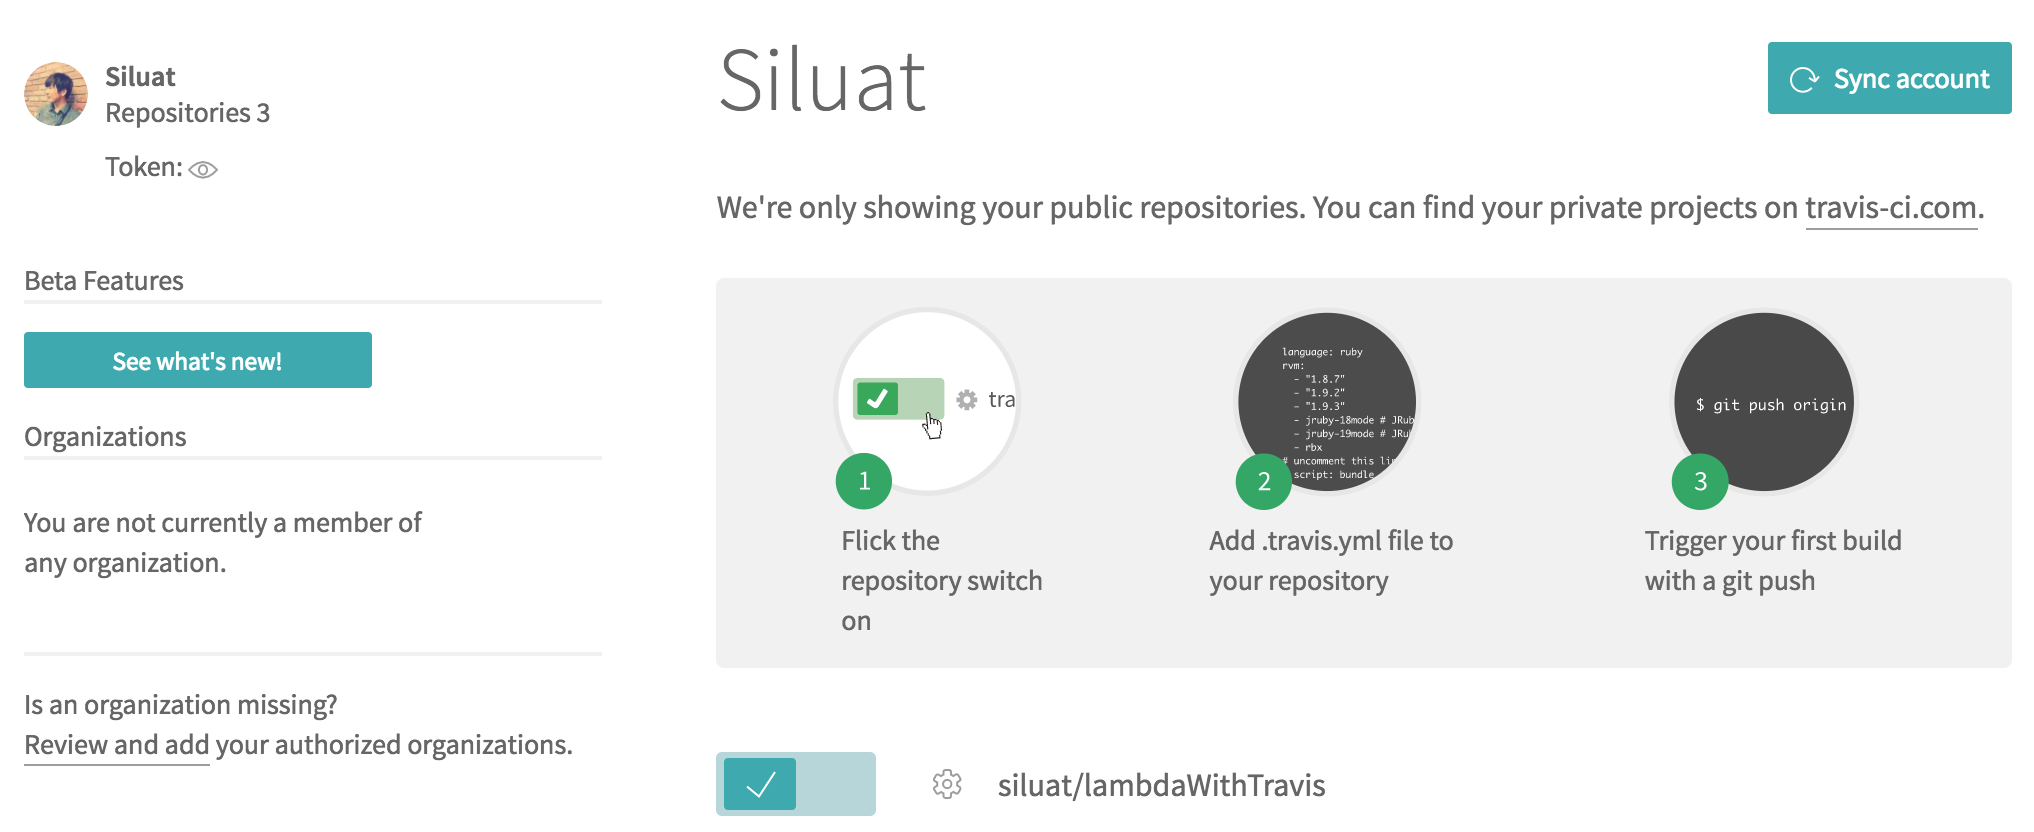 Siluat
Repositories 3
Token:
Beta Features
See what's new!
Organizations
You are not currently a member of
any organization.
Is an organization missing?
Review and add your authorized organizations.
Siluat
Sync account
We're only showing your public repositories. You can find your private projects on travis-ci.com.
tra
1
Flick the
repository switch
on
language: ruby
rvm:
- "1.8.7"
- "1.9.2"
- "1.9.3"
- jruby-18mode # JRub
- jruby-19mode # JRu
- rbx
# uncomment this li
script: bundle
2
Add .travis.yml file to
your repository
$ git push origin
3
Trigger your first build
with a git push
siluat/lambdaWithTravis